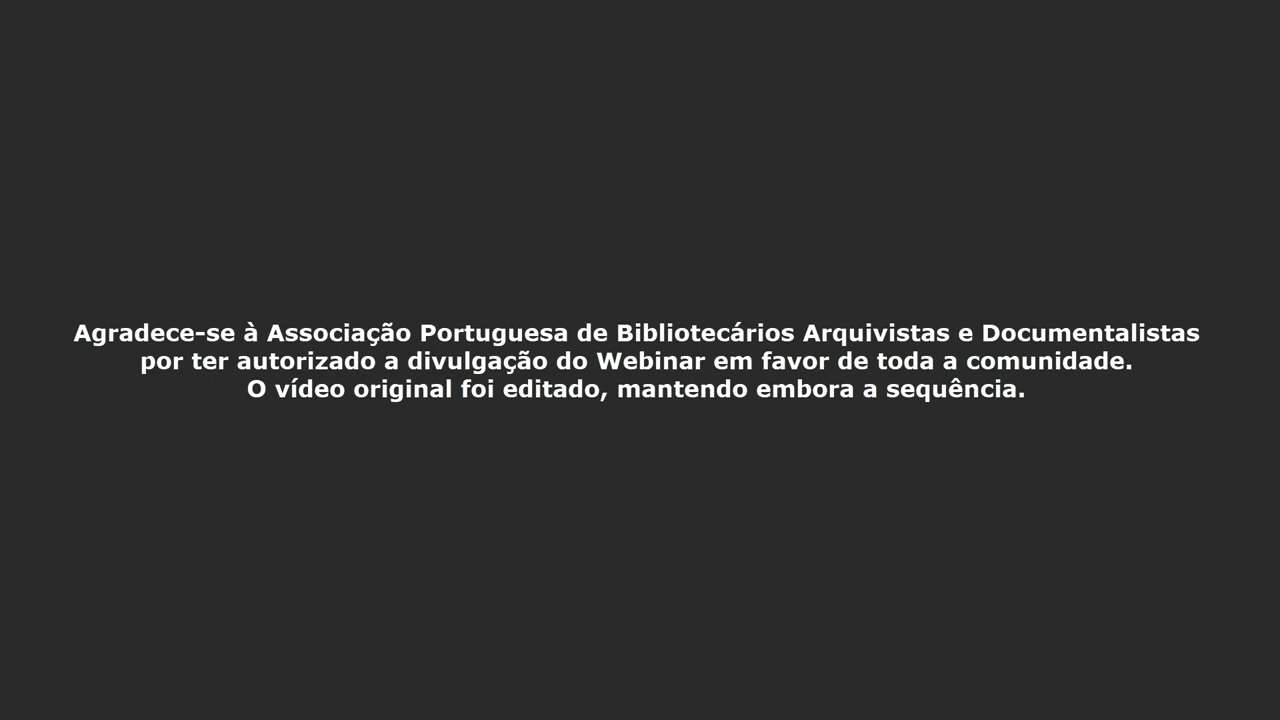 Agradece-se à Associação Portuguesa de Bibliotecários Arquivistas e Documentalistas
por ter autorizado a divulgação do Webinar em favor de toda a comunidade.
O vídeo original foi editado, mantendo embora a sequência.